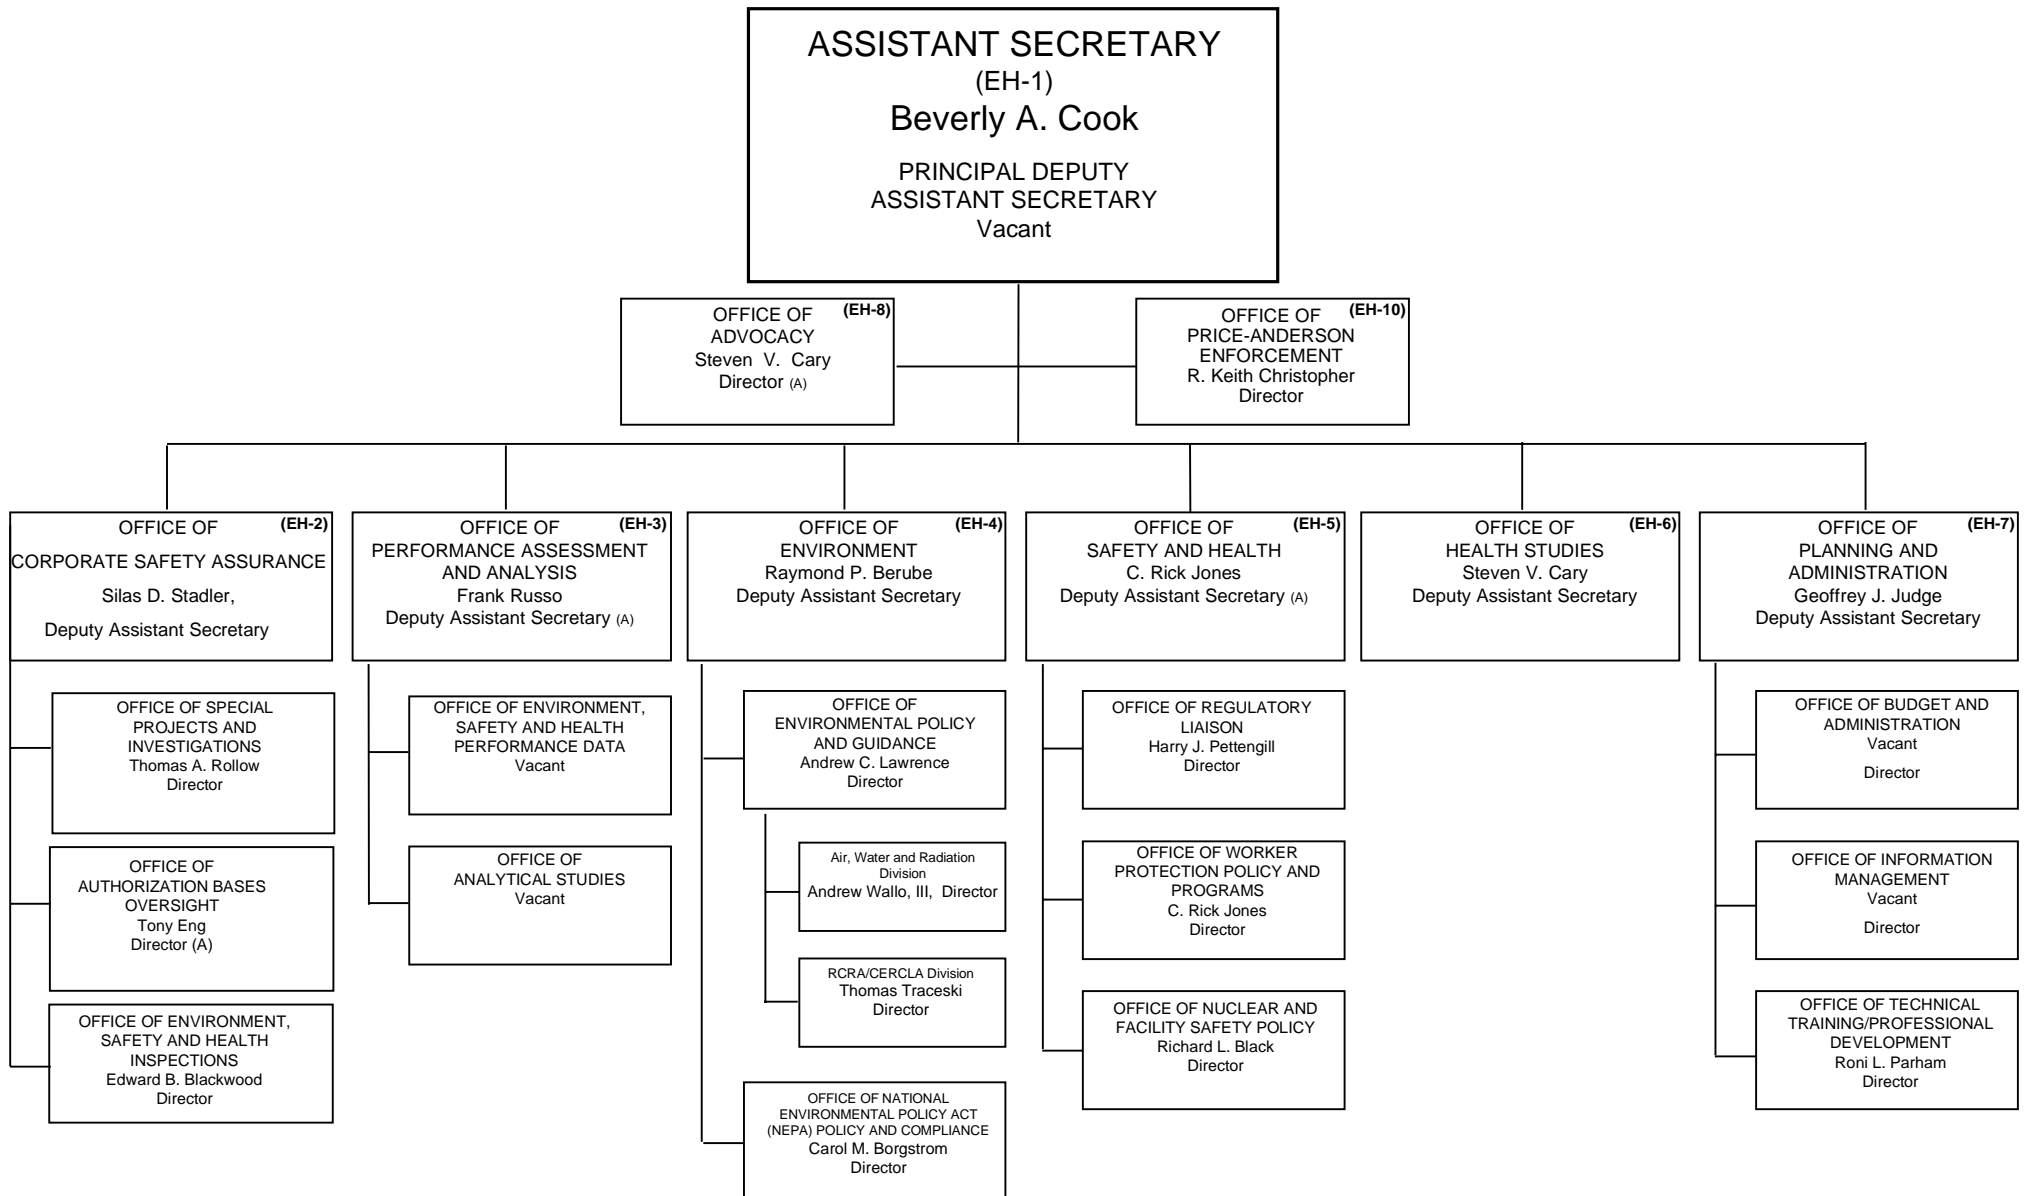 ASSISTANT SECRETARY
(EH-1)
Beverly A. Cook
PRINCIPAL DEPUTY
ASSISTANT SECRETARY
Vacant
OFFICE OF (EH-8)
ADVOCACY
Steven V. Cary
Director (A)
OFFICE OF (EH-10)
PRICE-ANDERSON
ENFORCEMENT
R. Keith Christopher
Director
OFFICE OF (EH-2)
CORPORATE SAFETY ASSURANCE
Silas D. Stadler,
Deputy Assistant Secretary
OFFICE OF SPECIAL
PROJECTS AND
INVESTIGATIONS
Thomas A. Rollow
Director
OFFICE OF
AUTHORIZATION BASES
OVERSIGHT
Tony Eng
Director (A)
OFFICE OF ENVIRONMENT,
SAFETY AND HEALTH
INSPECTIONS
Edward B. Blackwood
Director
OFFICE OF (EH-3)
PERFORMANCE ASSESSMENT
AND ANALYSIS
Frank Russo
Deputy Assistant Secretary (A)
OFFICE OF ENVIRONMENT,
SAFETY AND HEALTH
PERFORMANCE DATA
Vacant
OFFICE OF
ANALYTICAL STUDIES
Vacant
OFFICE OF (EH-4)
ENVIRONMENT
Raymond P. Berube
Deputy Assistant Secretary
OFFICE OF
ENVIRONMENTAL POLICY
AND GUIDANCE
Andrew C. Lawrence
Director
Air, Water and Radiation
Division
Andrew Wallo, III, Director
RCRA/CERCLA Division
Thomas Traceski
Director
OFFICE OF NATIONAL
ENVIRONMENTAL POLICY ACT
(NEPA) POLICY AND COMPLIANCE
Carol M. Borgstrom
Director
OFFICE OF (EH-5)
SAFETY AND HEALTH
C. Rick Jones
Deputy Assistant Secretary (A)
OFFICE OF REGULATORY
LIAISON
Harry J. Pettengill
Director
OFFICE OF WORKER
PROTECTION POLICY AND
PROGRAMS
C. Rick Jones
Director
OFFICE OF NUCLEAR AND
FACILITY SAFETY POLICY
Richard L. Black
Director
OFFICE OF (EH-6)
HEALTH STUDIES
Steven V. Cary
Deputy Assistant Secretary
OFFICE OF (EH-7)
PLANNING AND
ADMINISTRATION
Geoffrey J. Judge
Deputy Assistant Secretary
OFFICE OF BUDGET AND
ADMINISTRATION
Vacant
Director
OFFICE OF INFORMATION
MANAGEMENT
Vacant
Director
OFFICE OF TECHNICAL
TRAINING/PROFESSIONAL
DEVELOPMENT
Roni L. Parham
Director